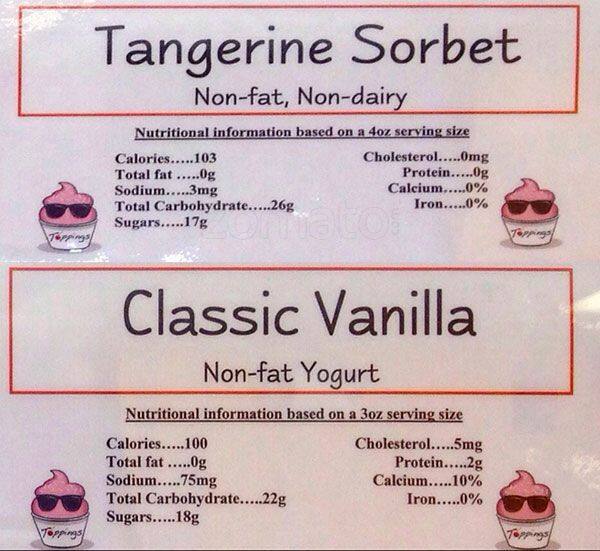 Tangerine Sorbet
Non-fat, Non-dairy
Nutritional information based on a 4oz serving size
Calories.....103
Total fat .....0g
Sodium.....3mg
Total Carbohydrate.....26g
Sugars.....17g
Cholesterol.....0mg
Protein.....0g
Calcium.....0%
Iron.....0%
Toppings
Toppings
zomato
Classic Vanilla
Non-fat Yogurt
Nutritional information based on a 3oz serving size
Calories.....100
Total fat .....0g
Sodium.....75mg
Total Carbohydrate.....22g
Sugars.....18g
Cholesterol.....5mg
Protein.....2g
Calcium.....10%
Iron.....0%
Toppings
Toppings